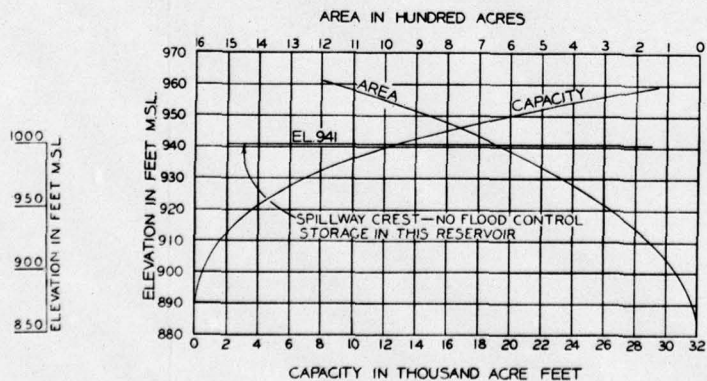 AREA IN HUNDRED ACRES
16 15 14 13 12 11 10 9 8 7 6 5 4 3 2 1 0
970
960
950
940
930
920
910
900
890
880
ELEVATION IN FEET M.S.L.
1000
950
900
850
ELEVATION IN FEET M.S.L.
AREA
CAPACITY
EL. 941
SPILLWAY CREST—NO FLOOD CONTROL
STORAGE IN THIS RESERVOIR
0 2 4 6 8 10 12 14 16 18 20 22 24 26 28 30 32
CAPACITY IN THOUSAND ACRE FEET